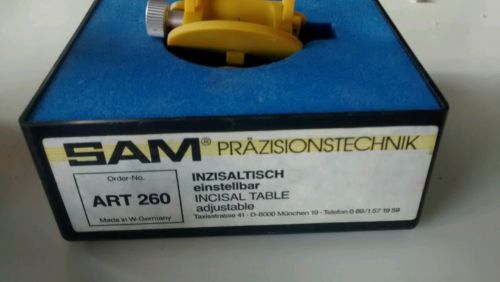 SAM® PRÄZISIONSTECHNIK
Order-No.
ART 260
Made in W-Germany
INZISALTISCH
einstellbar
INCISAL TABLE
adjustable
Taxisstrasse 41 · D-8000 München 19 · Telefon 0 89/1 57 19 59